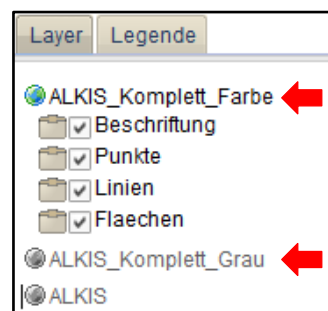 Layer Legende
ALKIS_Komplett_Farbe
Beschriftung
Punkte
Linien
Flaechen
ALKIS_Komplett_Grau
ALKIS